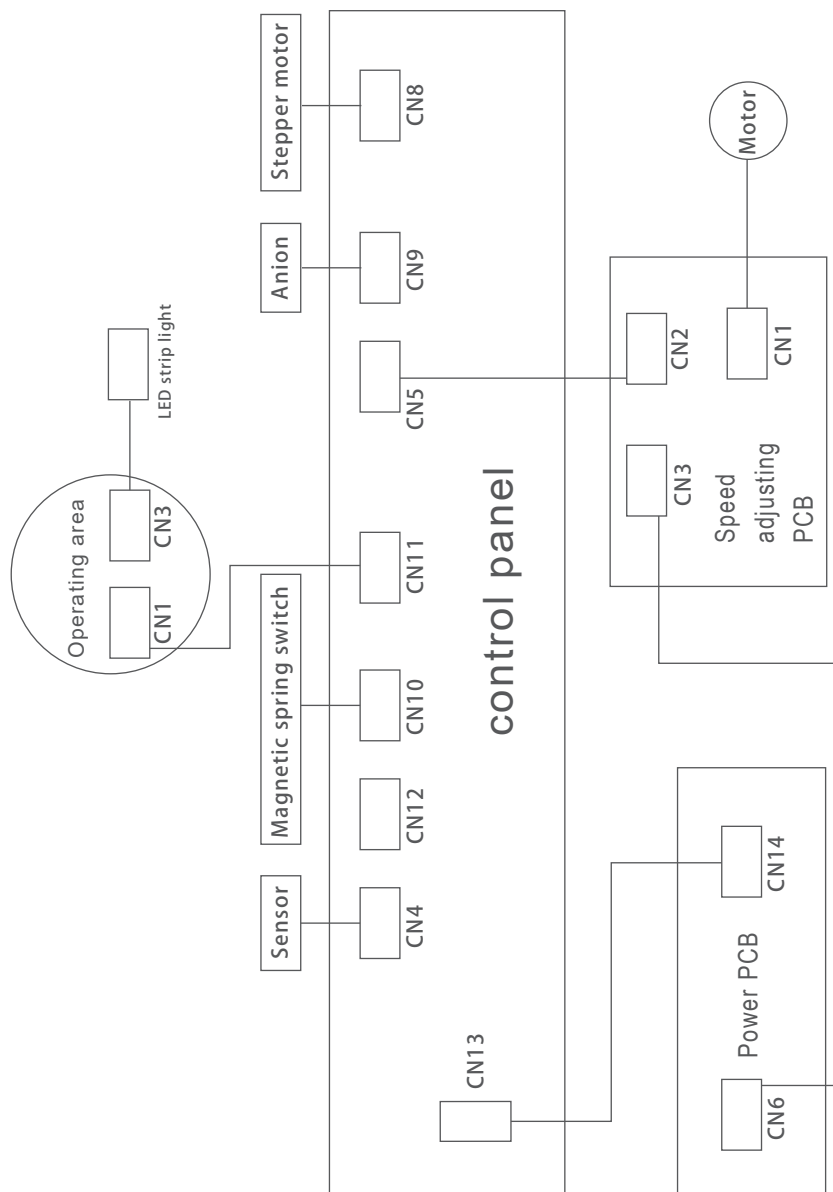 Operating area
CN1
CN3
LED strip light
Sensor
Magnetic spring switch
Anion
Stepper motor
CN4
CN12
CN10
CN11
CN5
CN9
CN8
CN13
control panel
CN6
Power PCB
CN14
CN3
CN2
CN1
Speed
adjusting
PCB
Motor